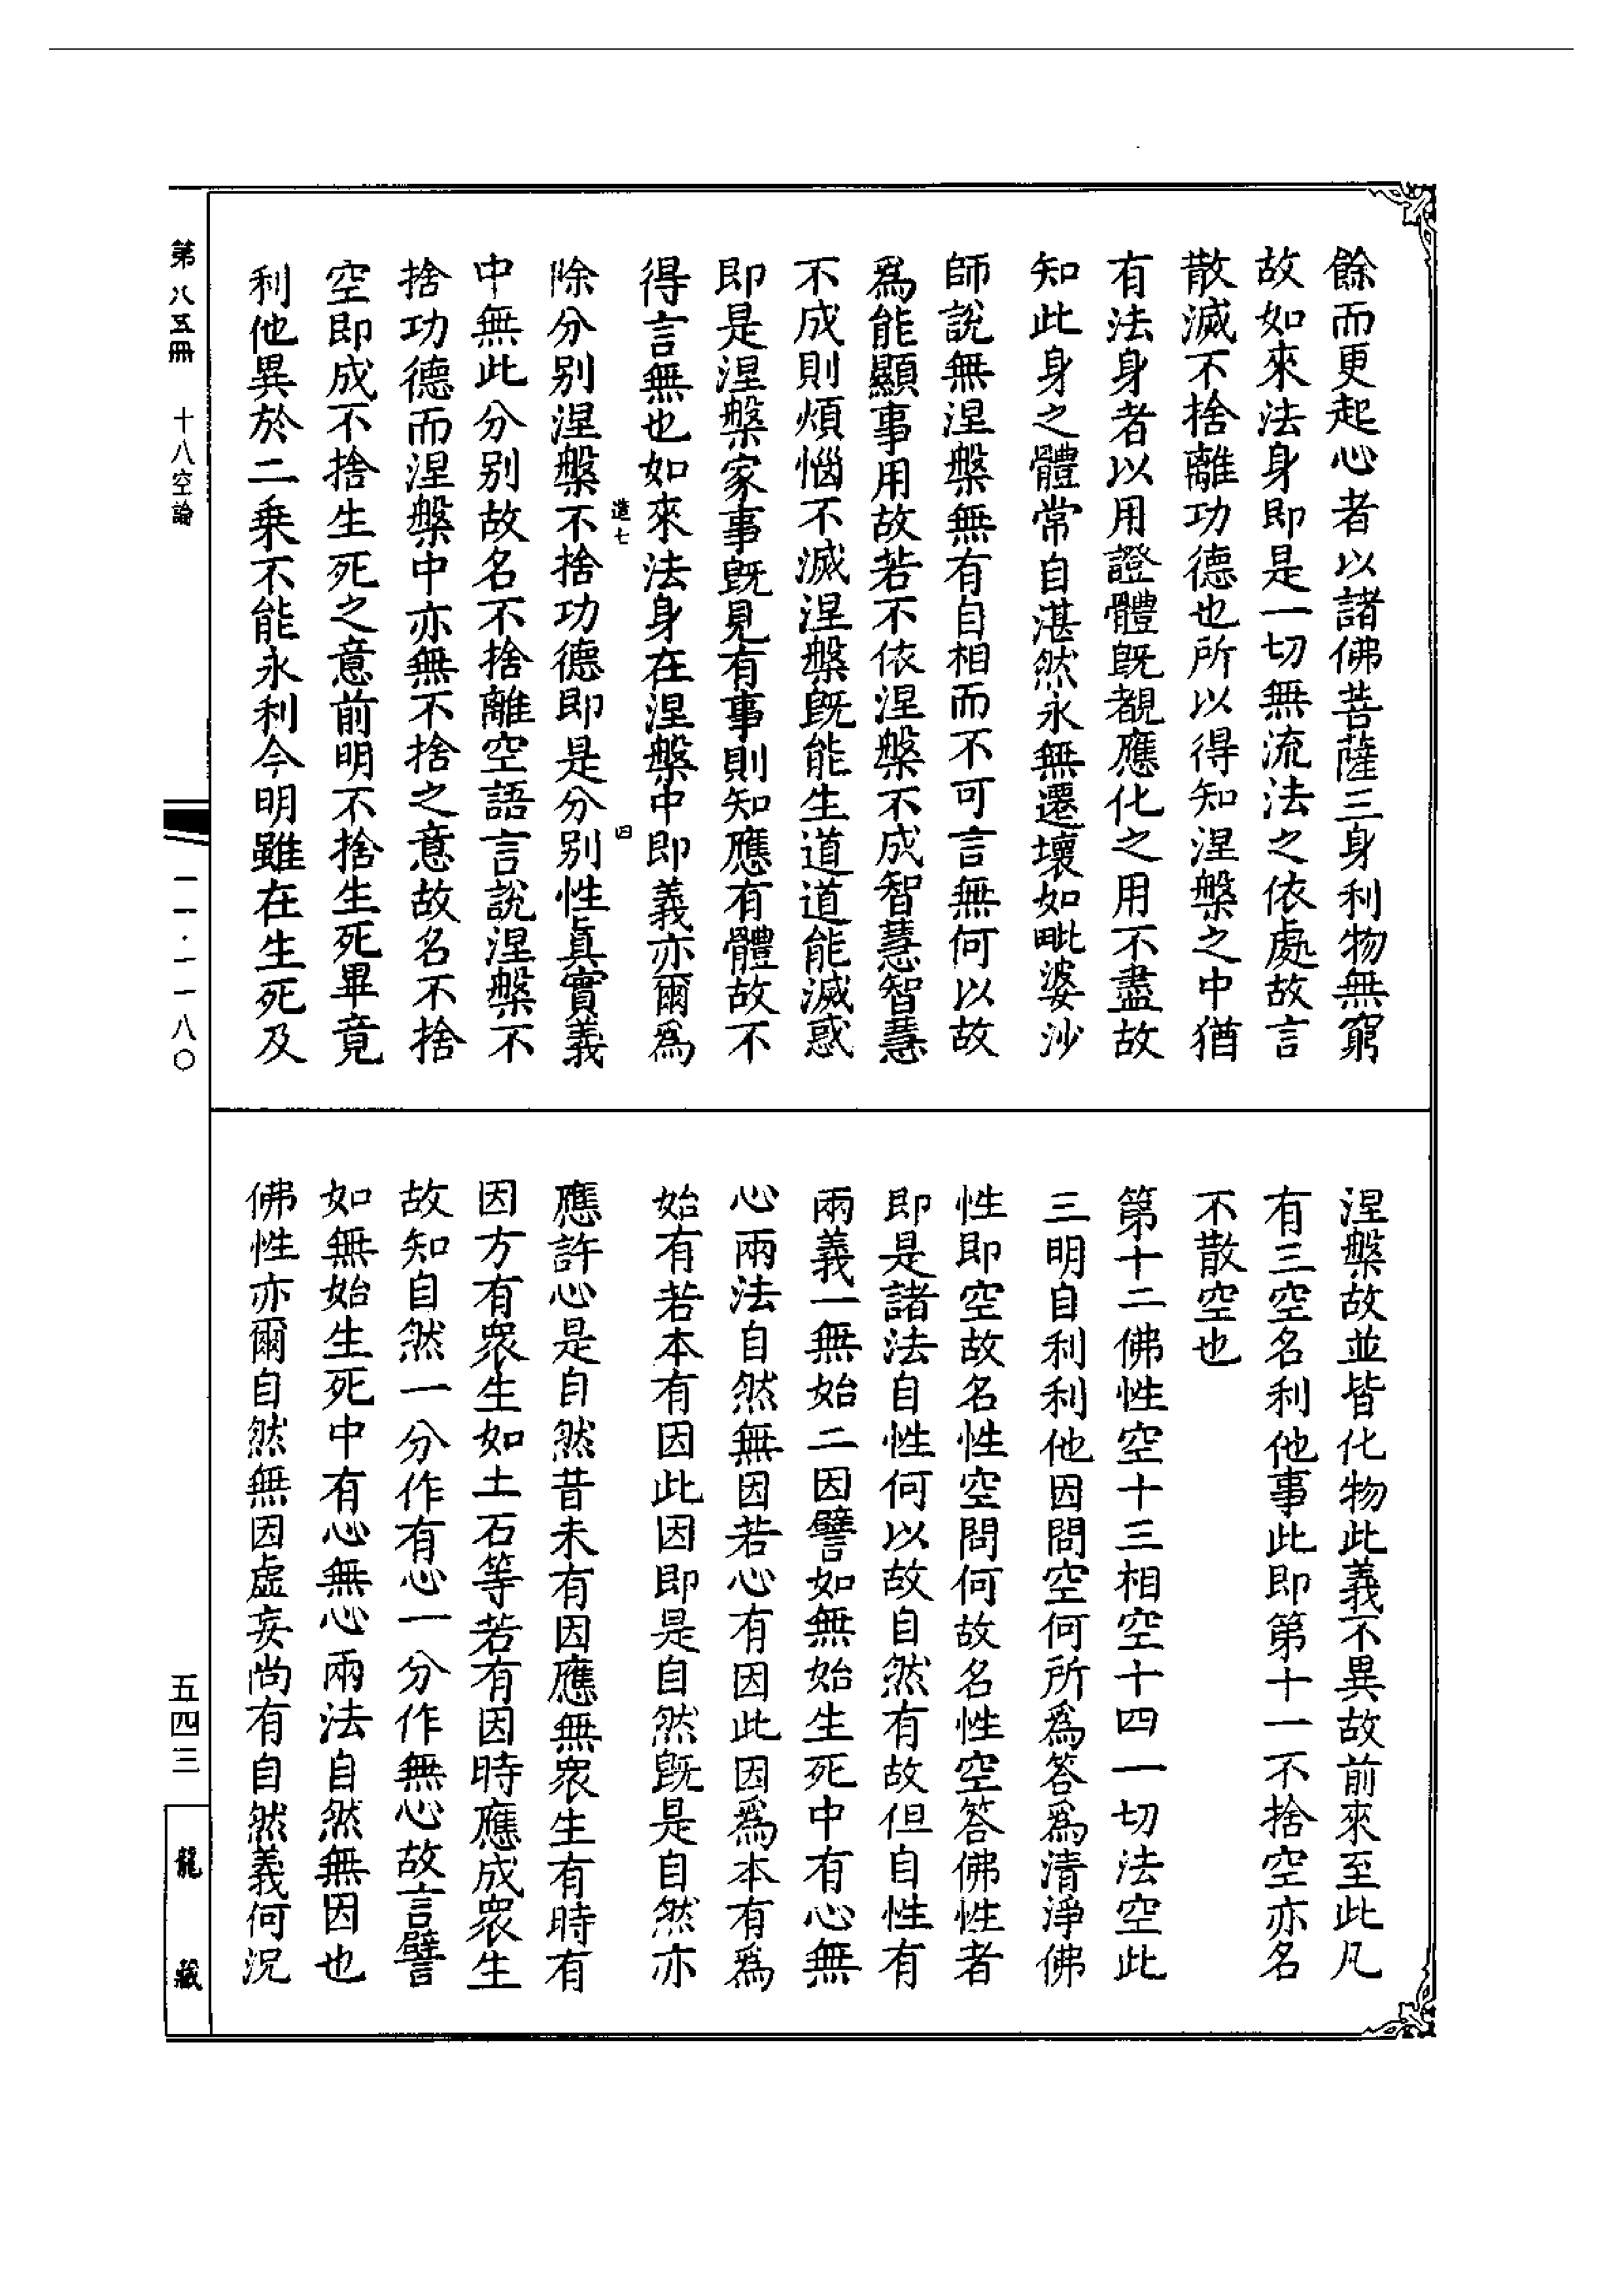 餘而更起心者以諸佛菩薩三身利物無窮
故如來法身即是一切無流法之依處故言
散滅不捨離功德也所以得知涅槃之中猶
有法身者以用證體既覩應化之用不盡故
知此身之體常自湛然永無遷壞如毗婆沙
師說無涅槃無有自相而不可言無何以故
爲能顯事用故若不依涅槃不成智慧智慧
不成則煩惱不滅涅槃既能生道道能滅惑
即是涅槃家事既見有事則知應有體故不
得言無也如來法身在涅槃中即義亦爾爲
造七
四
除分別涅槃不捨功德即是分別性真實義
中無此分別故名不捨離空語言說涅槃不
捨功德而涅槃中亦無不捨之意故名不捨
空即成不捨生死之意前明不捨生死畢竟
利他異於二乗不能永利今明雖在生死及
涅槃故並皆化物此義不異故前來至此凡
有三空名利他事此即第十一不捨空亦名
不散空也
第十二佛性空十三相空十四一切法空此
三明自利利他因問空何所爲答爲清淨佛
性即空故名性空問何故名性空答佛性者
即是諸法自性何以故自然有故但自性有
兩義一無始二因譬如無始生死中有心無
心兩法自然無因若心有因此因爲本有爲
始有若本有因此因即是自然既是自然亦
應許心是自然昔未有因應無衆生有時有
因方有衆生如土石等若有因時應成衆生
故知自然一分作有心一分作無心故言譬
如無始生死中有心無心兩法自然無因也
佛性亦爾自然無因虛妄尚有自然義何況
第八五冊
十八空論
一一·一一八〇
五四三
龍藏